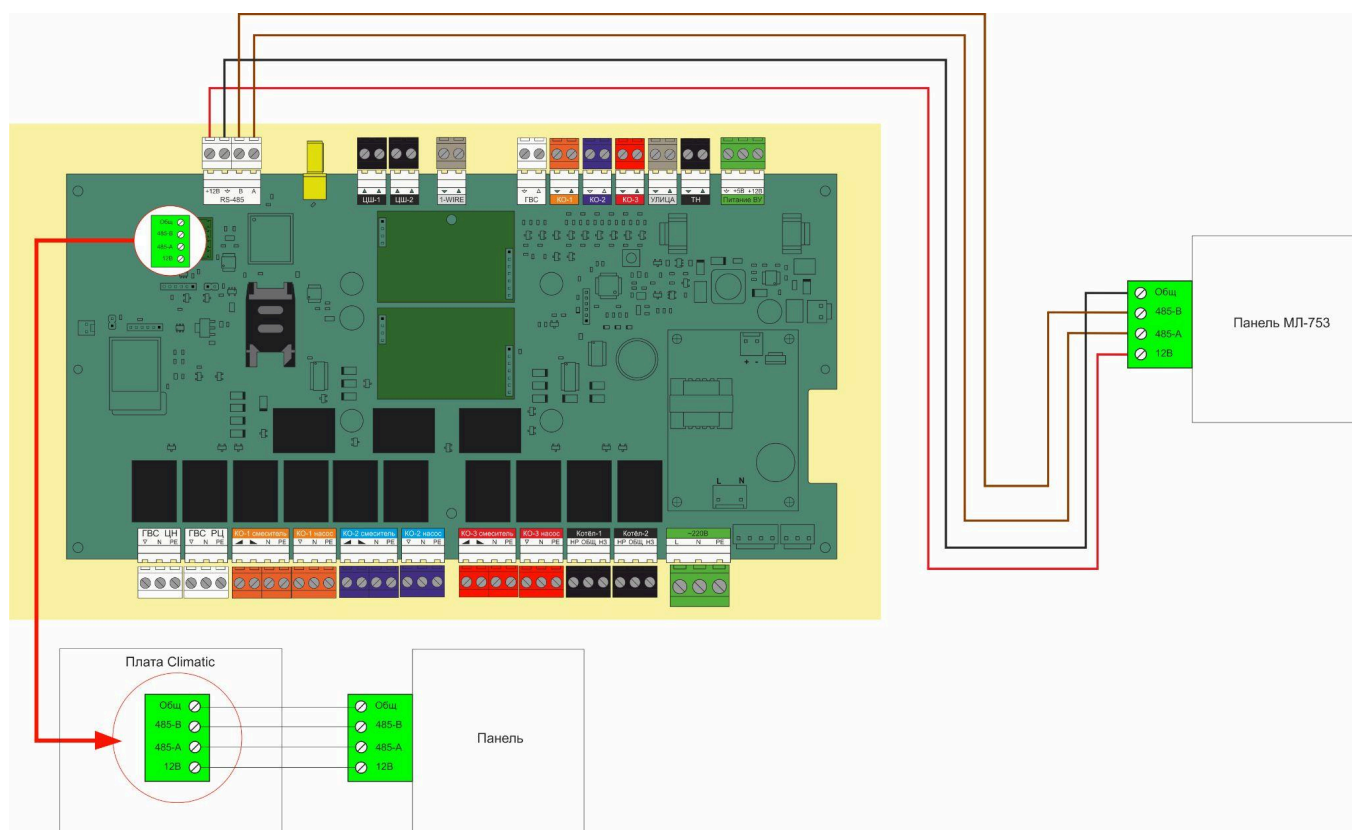 +12В В А
RS-485
ЦШ-1
ЦШ-2
1-WIRE
ГВС
КО-1
КО-2
КО-3
УЛИЦА
ТН
+5В +12В
Питание ВУ
Общ
485-В
485-А
12В
Общ
485-В
485-А
12В
Панель МЛ-753
+ -
L N
ГВС ЦН
N PE
ГВС РЦ
N PE
КО-1 смеситель
N PE
КО-1 насос
N PE
КО-2 смеситель
N PE
КО-2 насос
N PE
КО-3 смеситель
N PE
КО-3 насос
N PE
Котёл-1
НР ОБЩ НЗ
Котёл-2
НР ОБЩ НЗ
~220В
L N PE
Плата Climatic
Общ
485-В
485-А
12В
Общ
485-В
485-А
12В
Панель